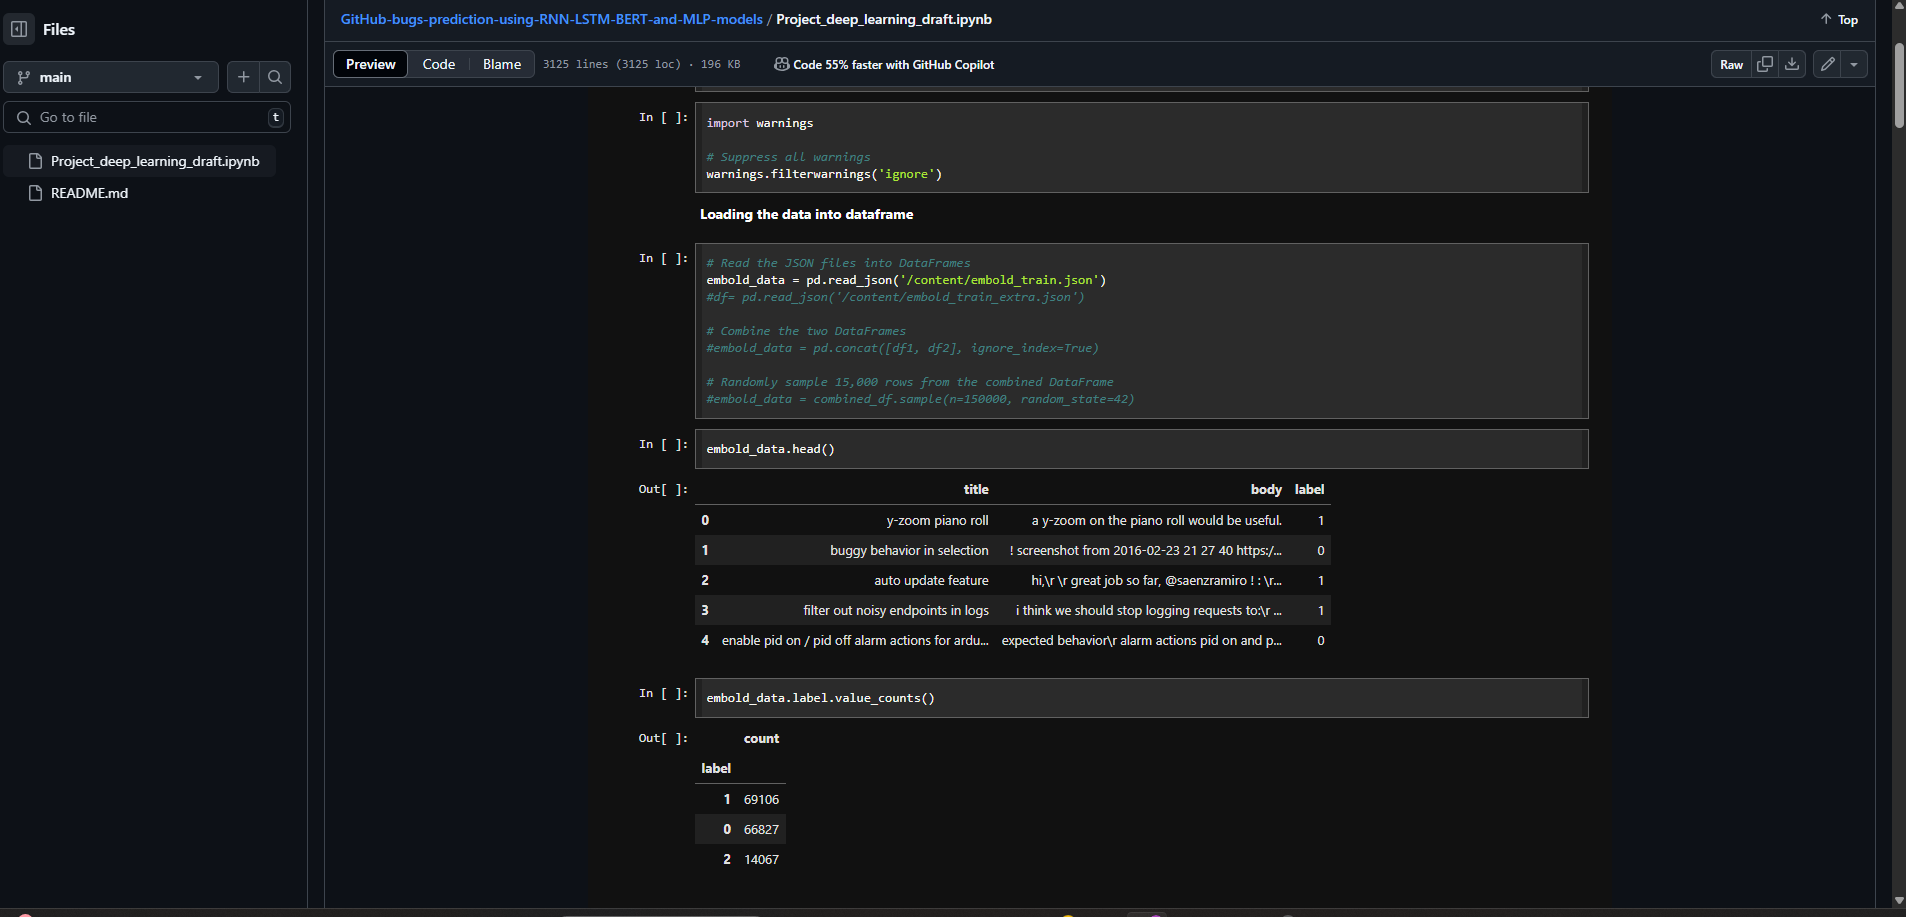 Files
main
Go to file
t
Project_deep_learning_draft.ipynb
README.md
GitHub-bugs-prediction-using-RNN-LSTM-BERT-and-MLP-models / Project_deep_learning_draft.ipynb
Top
Preview Code Blame 3125 lines (3125 loc) · 196 KB Code 55% faster with GitHub Copilot Raw
In [ ]:
import warnings
# Suppress all warnings
warnings.filterwarnings('ignore')
Loading the data into dataframe
In [ ]:
# Read the JSON files into DataFrames
embold_data = pd.read_json('/content/embold_train.json')
#df= pd.read_json('/content/embold_train_extra.json')
# Combine the two DataFrames
#embold_data = pd.concat([df1, df2], ignore_index=True)
# Randomly sample 15,000 rows from the combined DataFrame
#embold_data = combined_df.sample(n=150000, random_state=42)
In [ ]:
embold_data.head()
Out[ ]:
title body label
0 y-zoom piano roll a y-zoom on the piano roll would be useful. 1
1 buggy behavior in selection ! screenshot from 2016-02-23 21 27 40 https:/... 0
2 auto update feature hi,\r \r great job so far, @saenzramiro ! : \r... 1
3 filter out noisy endpoints in logs i think we should stop logging requests to:\r ... 1
4 enable pid on / pid off alarm actions for ardu... expected behavior\r alarm actions pid on and p... 0
In [ ]:
embold_data.label.value_counts()
Out[ ]:
count
label
1 69106
0 66827
2 14067